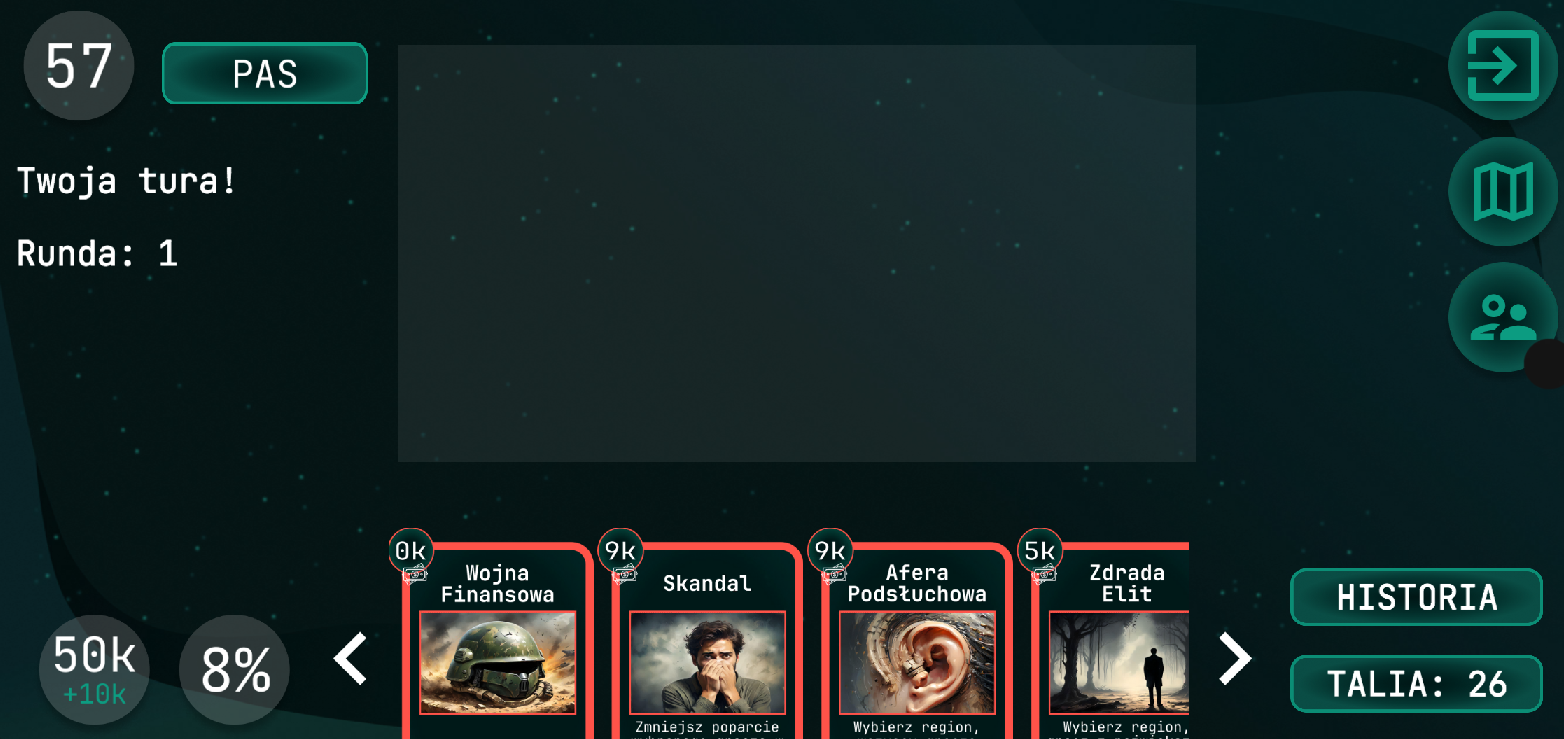 57
PAS
Twoja tura!
Runda: 1
0k
Wojna
Finansowa
9k
Skandal
Zmniejsz poparcie
9k
Afera
Podsłuchowa
Wybierz region,
5k
Zdrada
Elit
Wybierz region,
50k
+10k
8%
HISTORIA
TALIA: 26